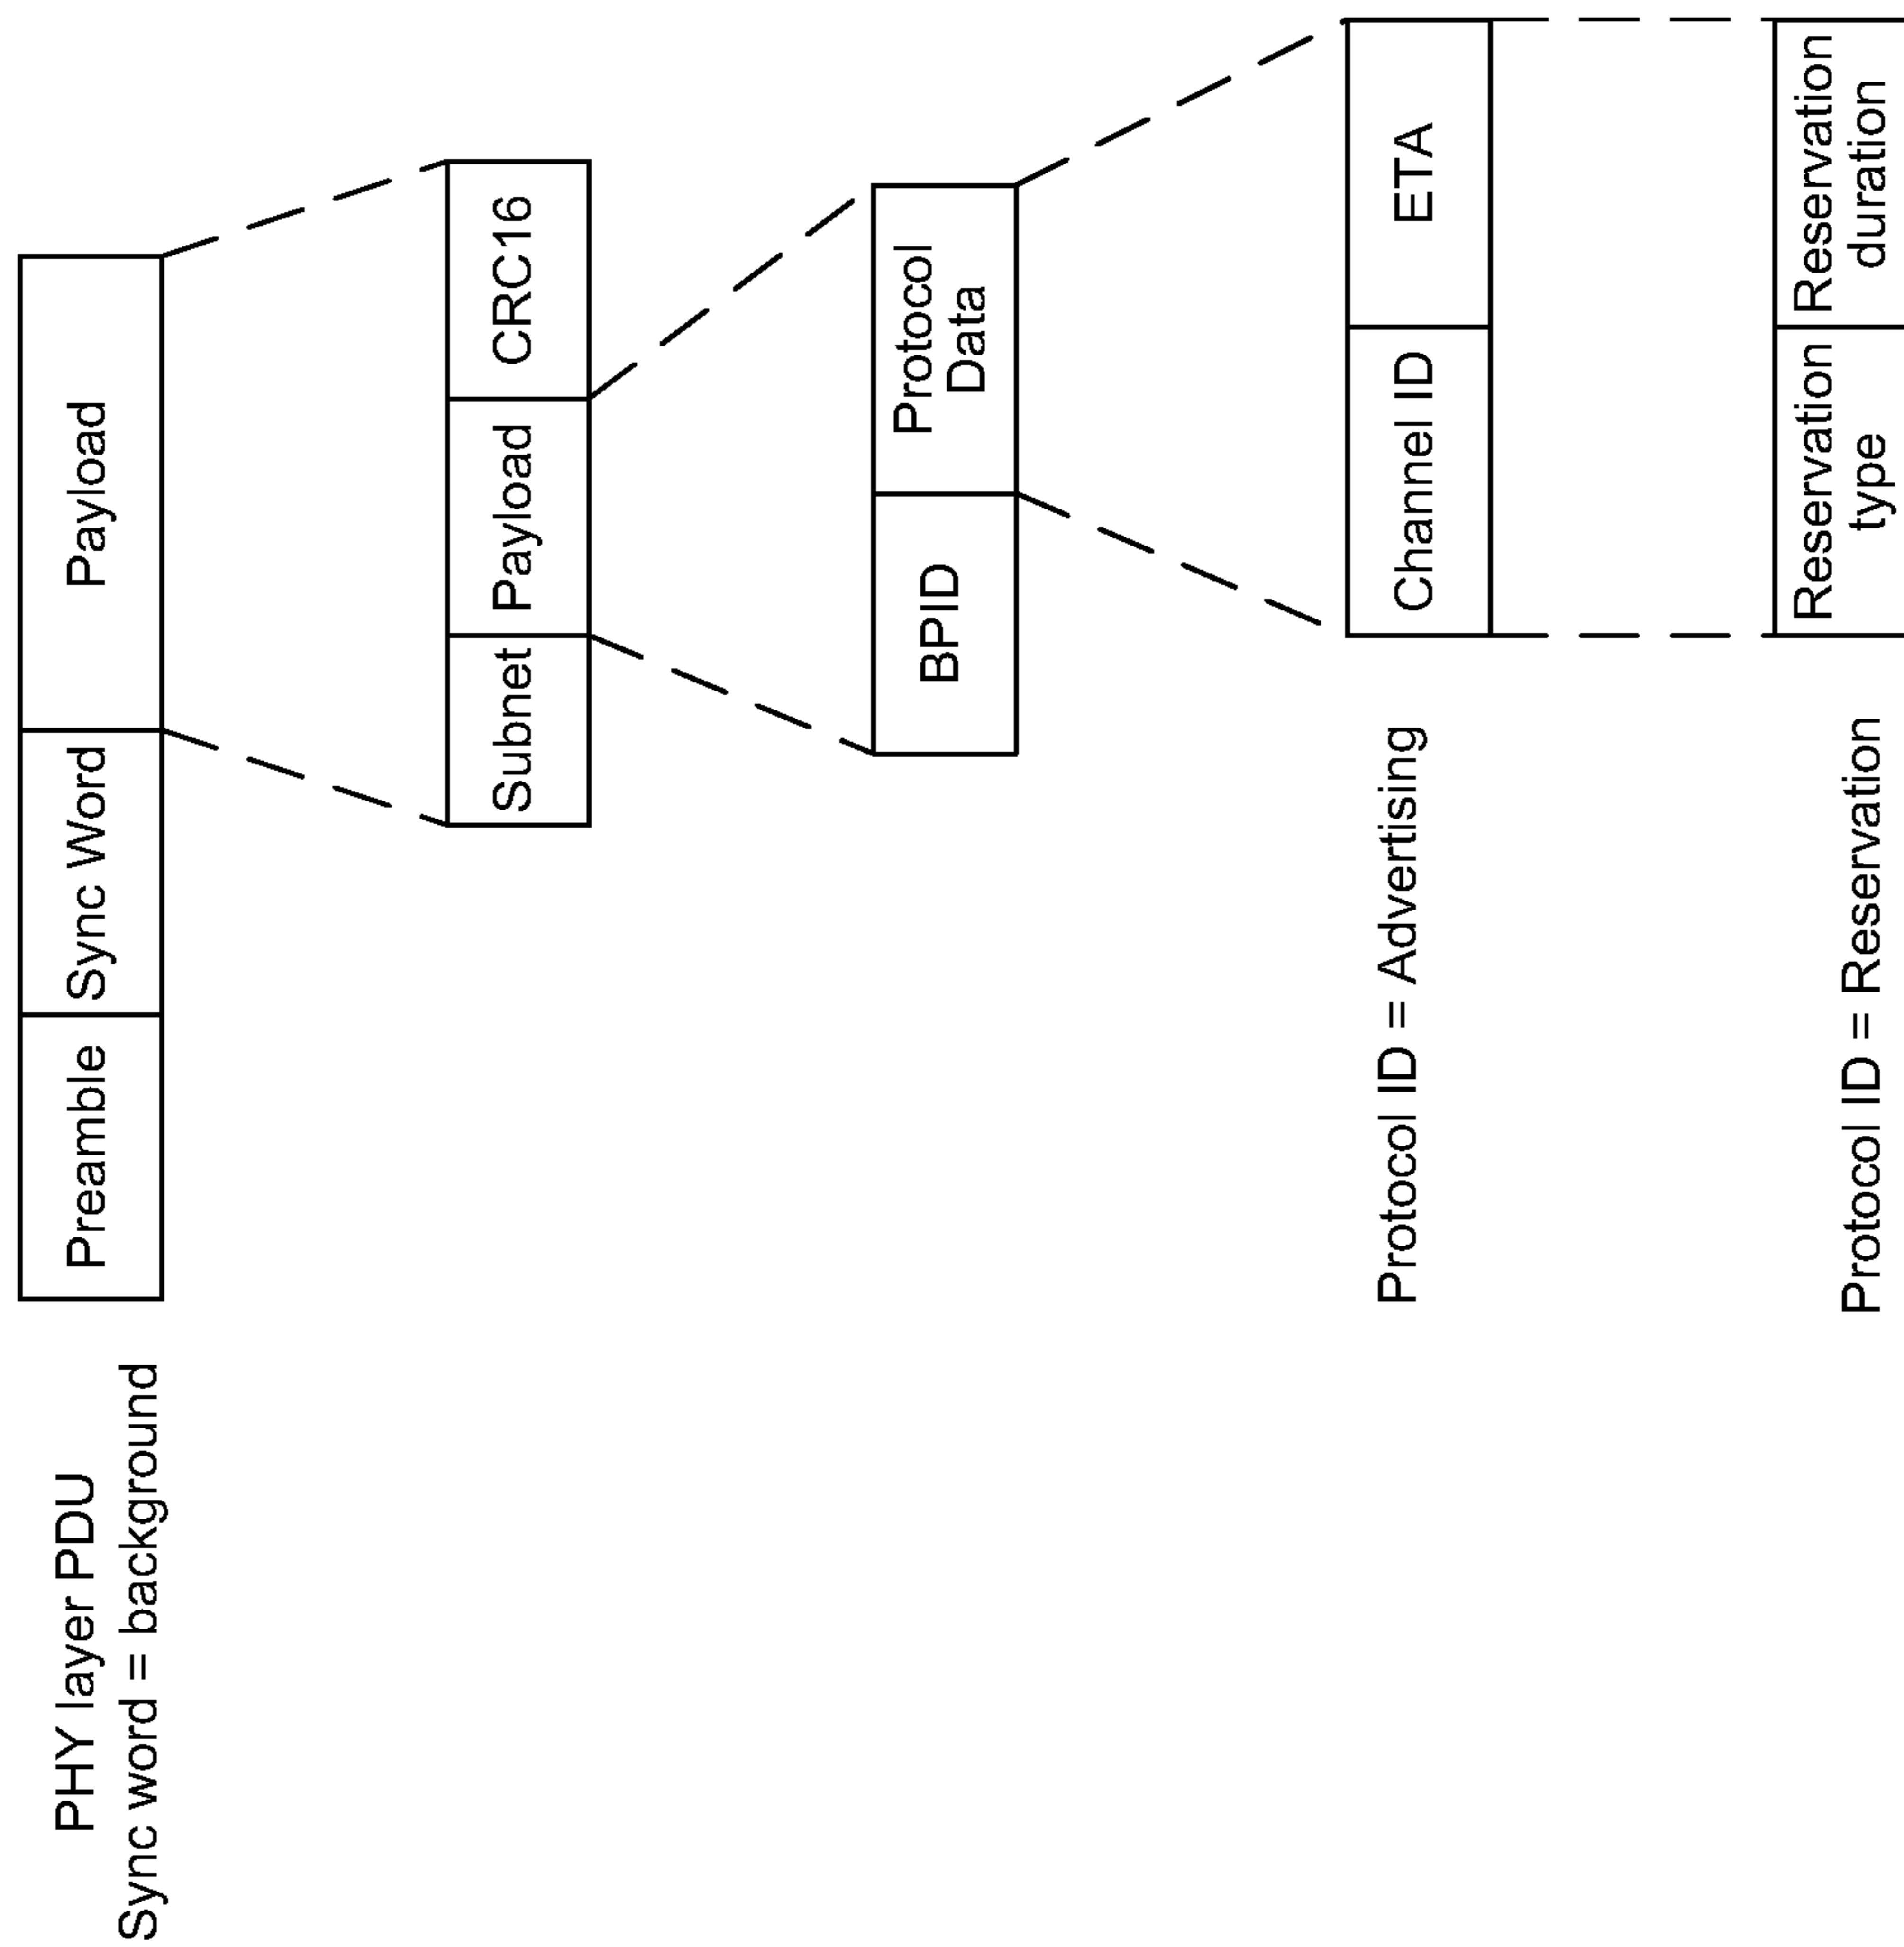 PHY layer PDU
Sync word = background
Preamble
Sync Word
Payload
Subnet
Payload
CRC16
BPID
Protocol
Data
Protocol ID = Advertising
Channel ID
ETA
Protocol ID = Reservation
Reservation
type
Reservation
duration